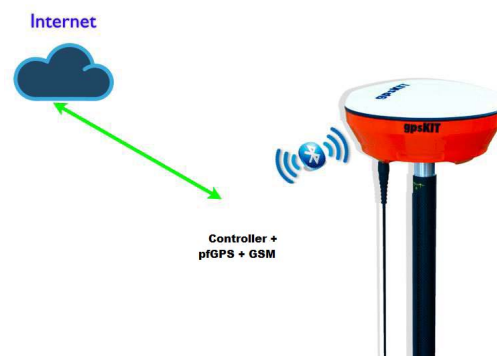 Internet
gpsKIT
gpsKIT
Controller +
pfGPS + GSM